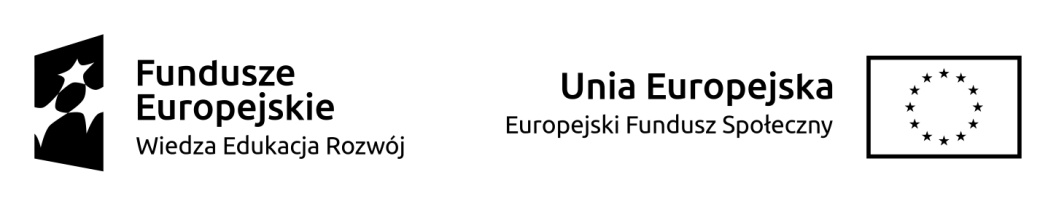 Fundusze
Europejskie
Wiedza Edukacja Rozwój
Unia Europejska
Europejski Fundusz Społeczny